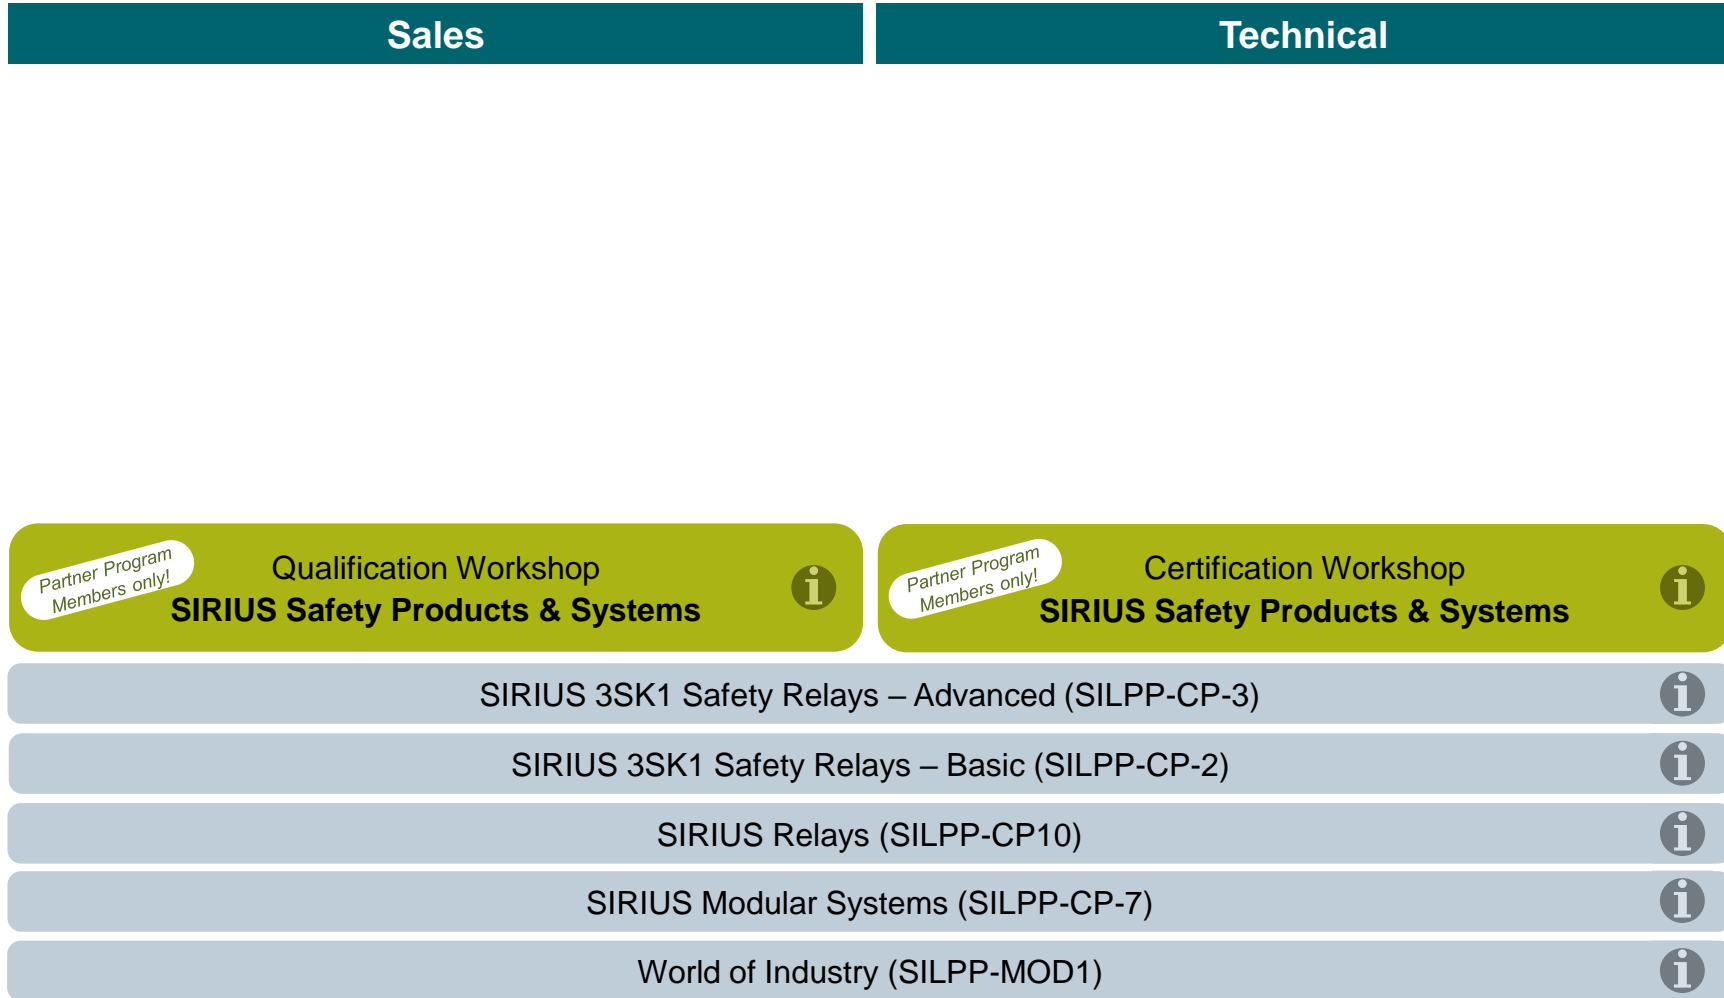 Sales
Technical
Partner Program
Members only!
Qualification Workshop
SIRIUS Safety Products & Systems
i
Partner Program
Members only!
Certification Workshop
SIRIUS Safety Products & Systems
i
SIRIUS 3SK1 Safety Relays – Advanced (SILPP-CP-3)
i
SIRIUS 3SK1 Safety Relays – Basic (SILPP-CP-2)
i
SIRIUS Relays (SILPP-CP10)
i
SIRIUS Modular Systems (SILPP-CP-7)
i
World of Industry (SILPP-MOD1)
i